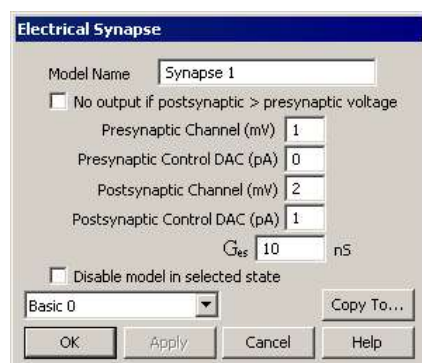 Electrical Synapse
Model Name Synapse 1
No output if postsynaptic > presynaptic voltage
Presynaptic Channel (mV) 1
Presynaptic Control DAC (pA) 0
Postsynaptic Channel (mV) 2
Postsynaptic Control DAC (pA) 1
Ges 10 nS
Disable model in selected state
Basic 0 Copy To...
OK Apply Cancel Help